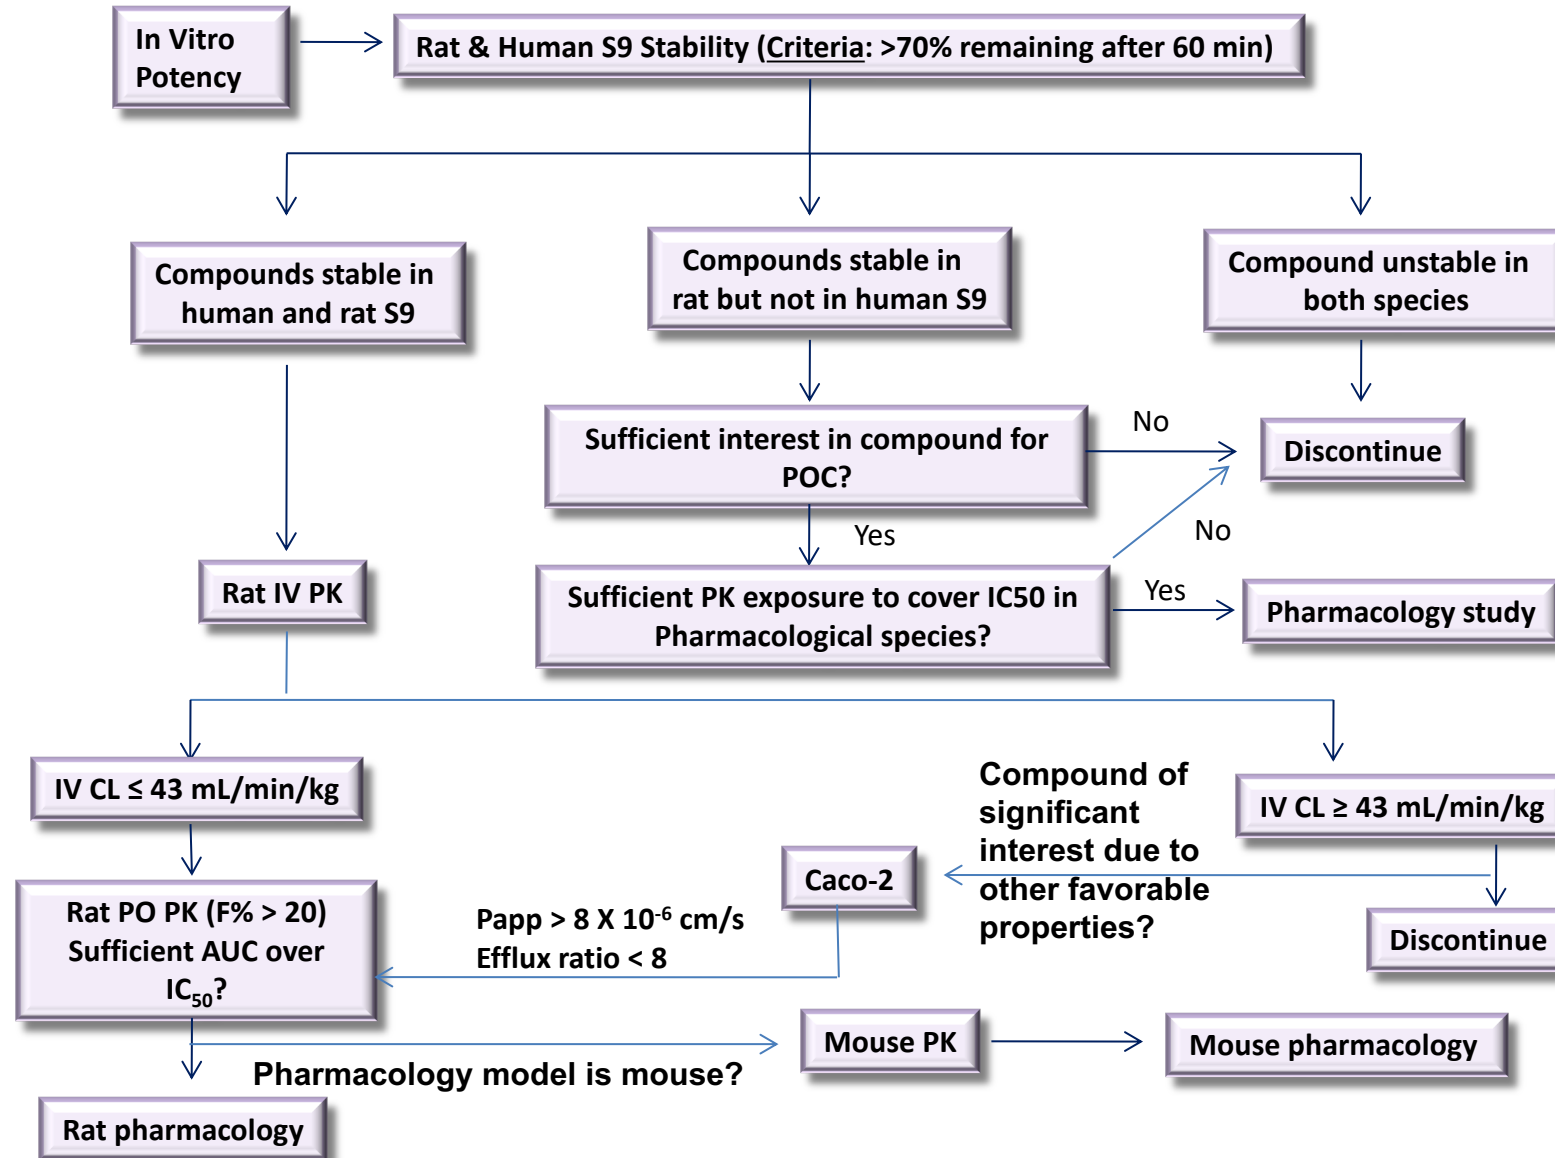 In Vitro
Potency
Rat & Human S9 Stability (Criteria: >70% remaining after 60 min)
Compounds stable in
human and rat S9
Compounds stable in
rat but not in human S9
Compound unstable in
both species
Sufficient interest in compound for
POC?
No
Discontinue
Yes
No
Rat IV PK
Sufficient PK exposure to cover IC50 in
Pharmacological species?
Yes
Pharmacology study
IV CL ≤ 43 mL/min/kg
Compound of
significant
interest due to
other favorable
properties?
IV CL ≥ 43 mL/min/kg
Caco-2
Rat PO PK (F% > 20)
Sufficient AUC over
IC₅₀?
Papp > 8 X 10⁻⁶ cm/s
Efflux ratio < 8
Discontinue
Mouse PK
Mouse pharmacology
Pharmacology model is mouse?
Rat pharmacology